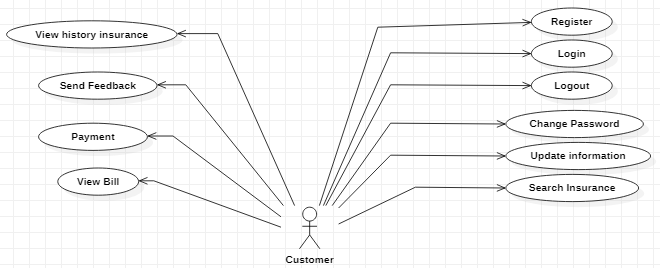 View history insurance
Send Feedback
Payment
View Bill
Register
Login
Logout
Change Password
Update information
Search Insurance
Customer